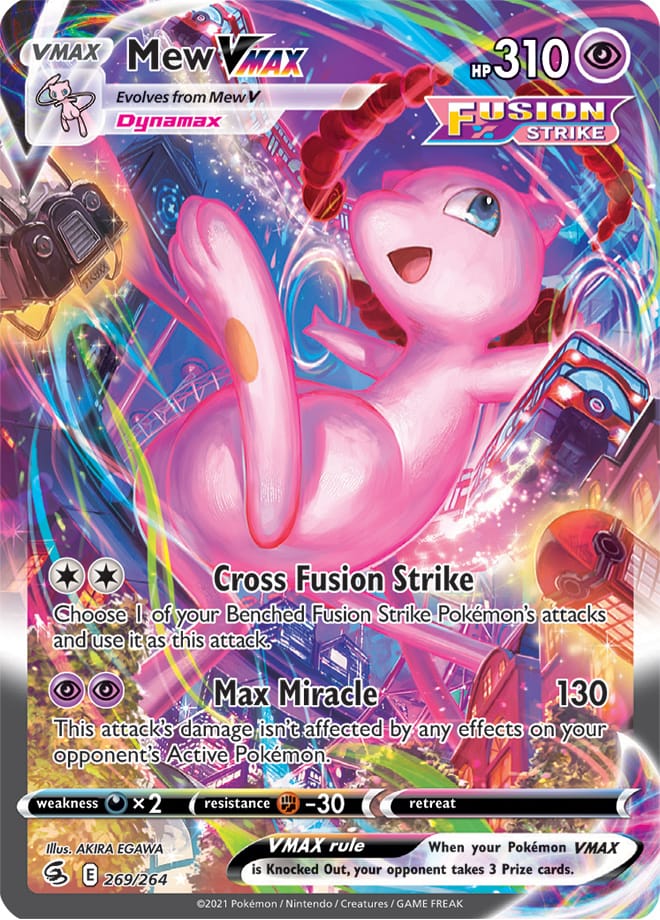 VMAX
Mew VMAX
HP 310
Evolves from Mew V
Dynamax
FUSION
STRIKE
Cross Fusion Strike
Choose 1 of your Benched Fusion Strike Pokémon's attacks
and use it as this attack.
Max Miracle 130
This attack's damage isn't affected by any effects on your
opponent's Active Pokémon.
weakness ×2 resistance -30 retreat
Illus. AKIRA EGAWA
VMAX rule When your Pokémon VMAX
is Knocked Out, your opponent takes 3 Prize cards.
E 269/264
©2021 Pokémon / Nintendo / Creatures / GAME FREAK